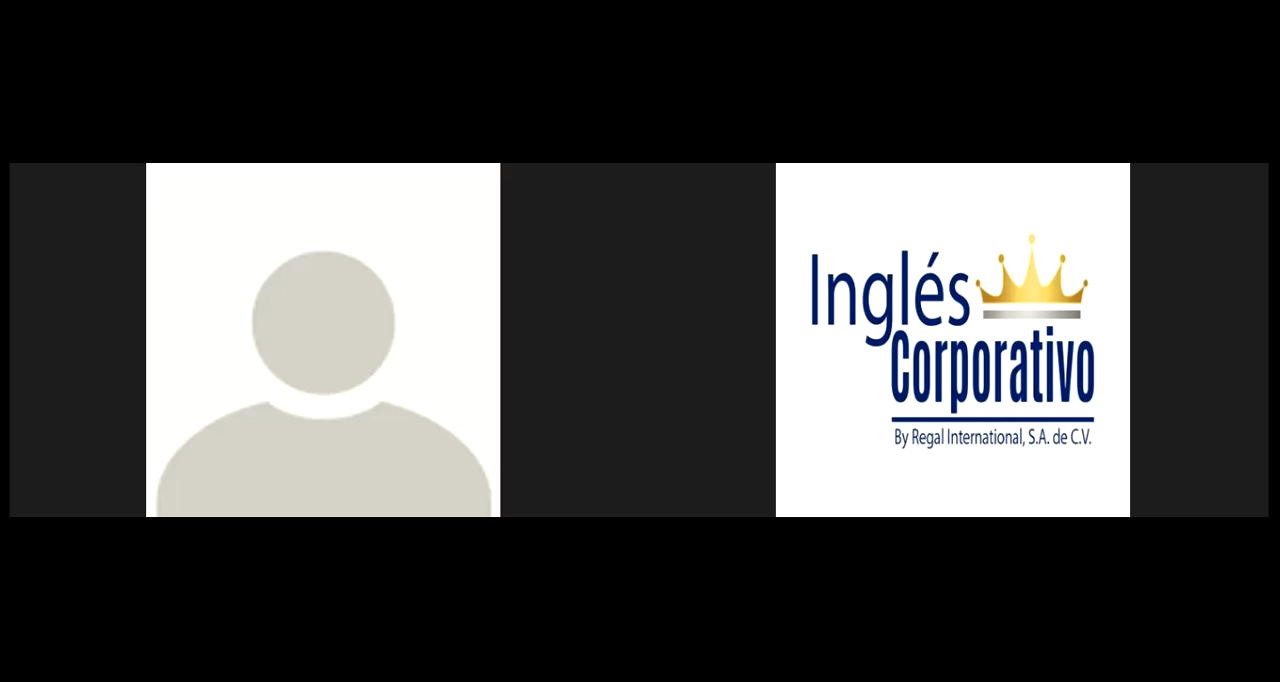 Inglés
Corporativo
By Regal International, S.A. de C.V.